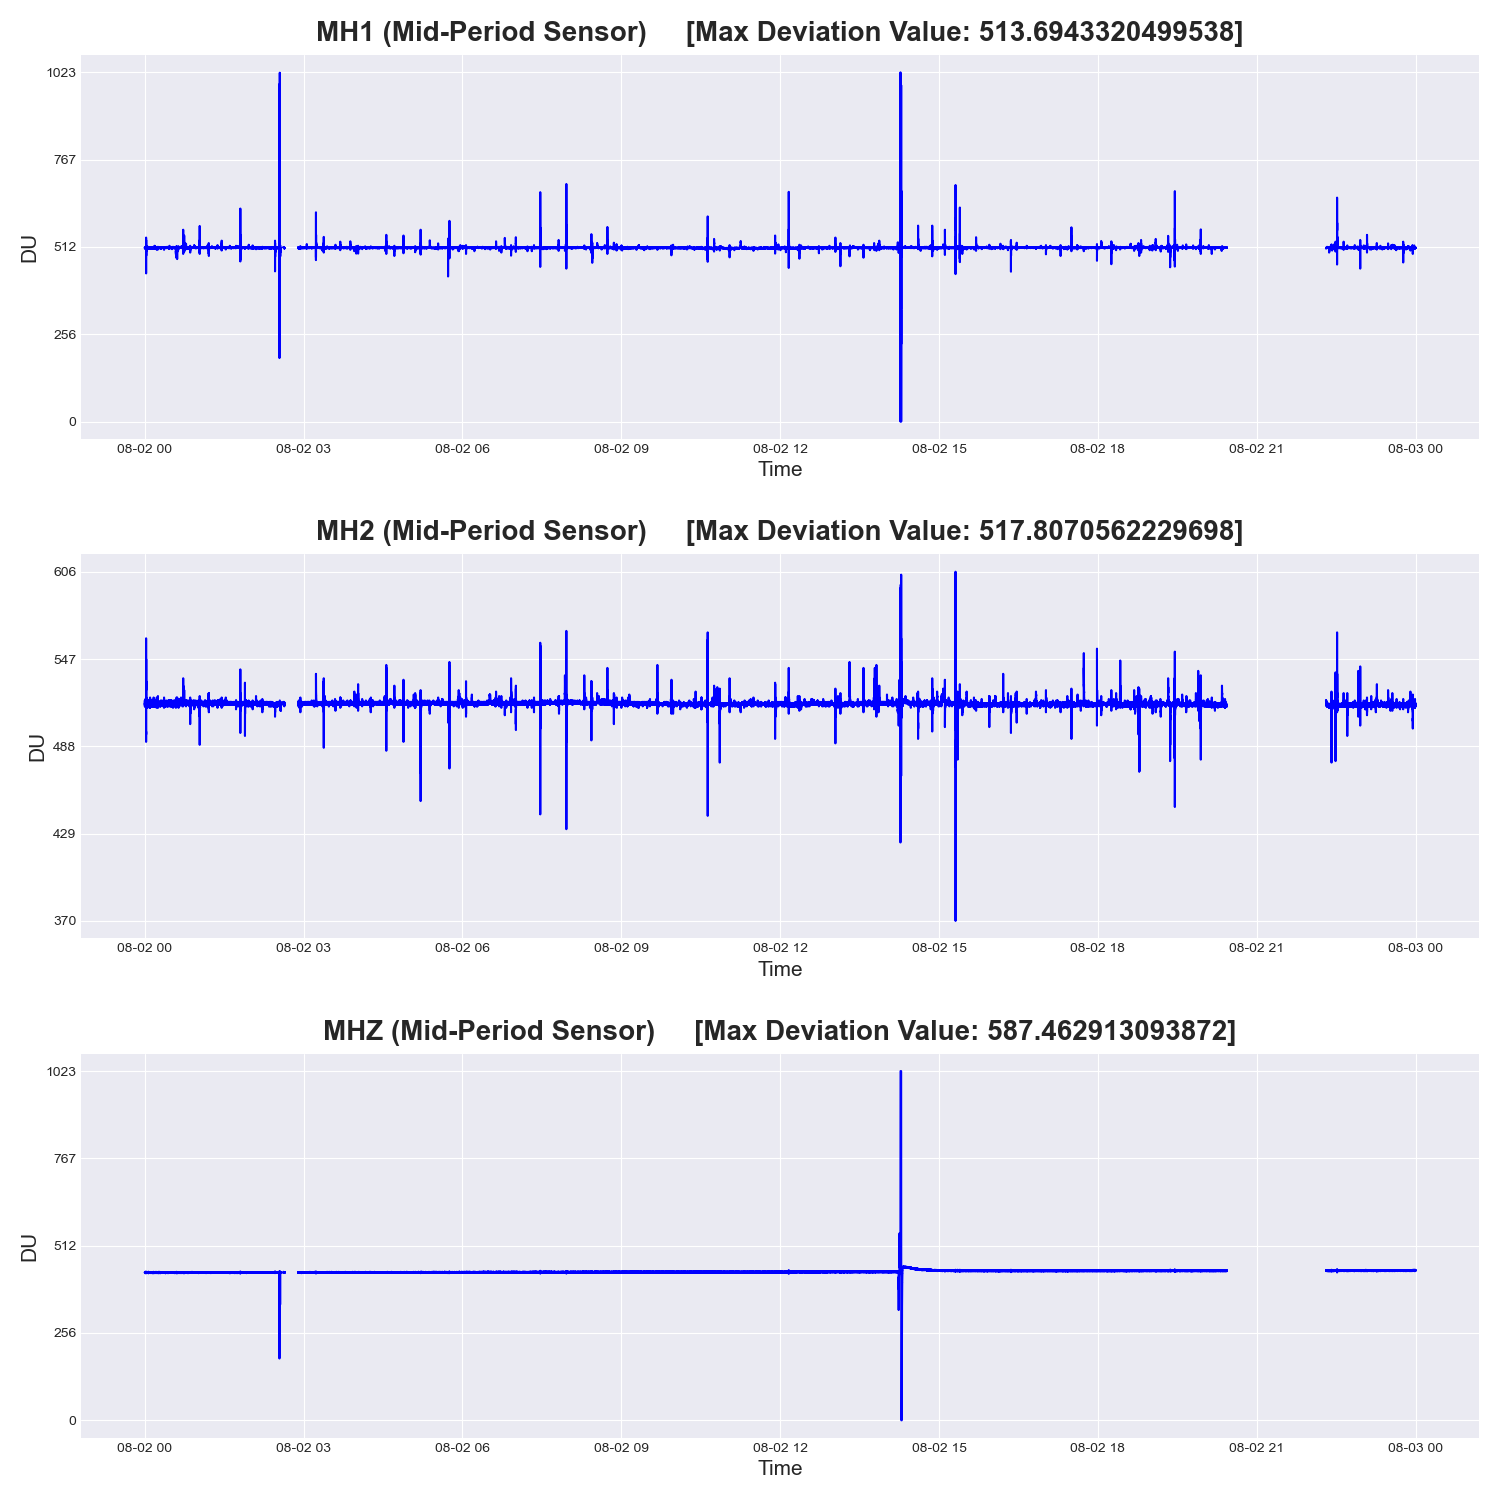 MH1 (Mid-Period Sensor) [Max Deviation Value: 513.6943320499538]
1023
767
512
256
0
DU
08-02 00 08-02 03 08-02 06 08-02 09 08-02 12 08-02 15 08-02 18 08-02 21 08-03 00
Time
MH2 (Mid-Period Sensor) [Max Deviation Value: 517.8070562229698]
606
547
488
429
370
DU
08-02 00 08-02 03 08-02 06 08-02 09 08-02 12 08-02 15 08-02 18 08-02 21 08-03 00
Time
MHZ (Mid-Period Sensor) [Max Deviation Value: 587.462913093872]
1023
767
512
256
0
DU
08-02 00 08-02 03 08-02 06 08-02 09 08-02 12 08-02 15 08-02 18 08-02 21 08-03 00
Time